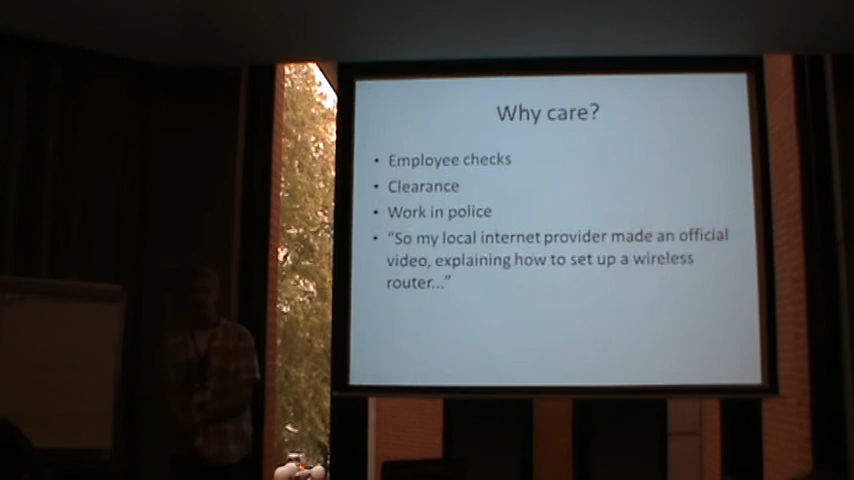 Why care?
• Employee checks
• Clearance
• Work in police
• “So my local internet provider made an official
video, explaining how to set up a wireless
router...”